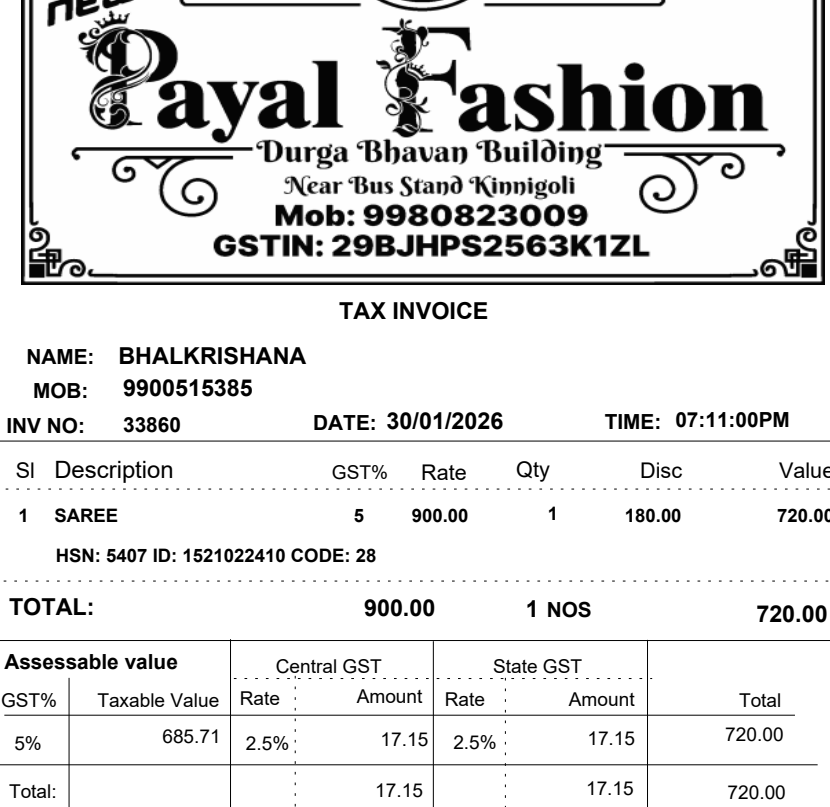 new
Payal Fashion
Durga Bhavan Building
Near Bus Stand Kinnigoli
Mob: 9980823009
GSTIN: 29BJHPS2563K1ZL
TAX INVOICE
NAME: BHALKRISHANA
MOB: 9900515385
INV NO: 33860 DATE: 30/01/2026 TIME: 07:11:00PM
Sl Description GST% Rate Qty Disc Value
1 SAREE 5 900.00 1 180.00 720.00
HSN: 5407 ID: 1521022410 CODE: 28
TOTAL: 900.00 1 NOS 720.00
Assessable value Central GST State GST
GST% Taxable Value Rate Amount Rate Amount Total
5% 685.71 2.5% 17.15 2.5% 17.15 720.00
Total: 17.15 17.15 720.00